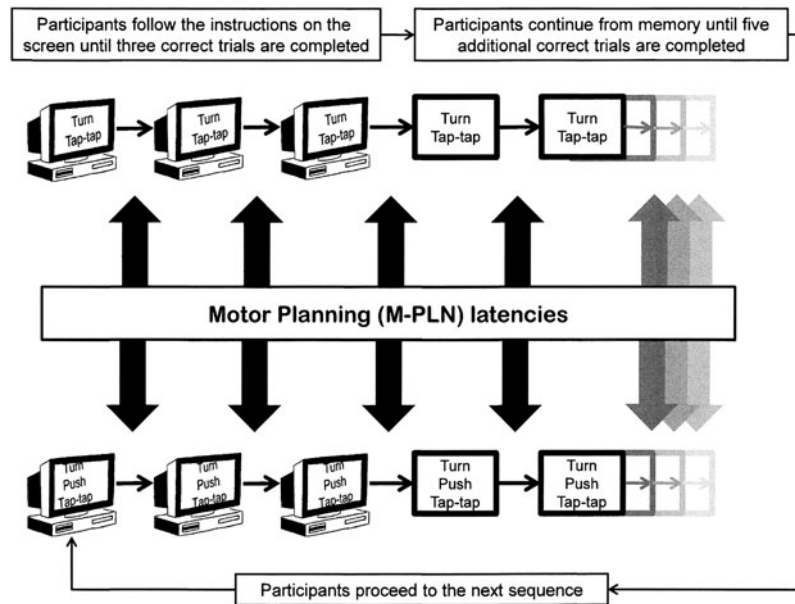 Participants follow the instructions on the
screen until three correct trials are completed
Participants continue from memory until five
additional correct trials are completed
Turn
Tap-tap
Turn
Tap-tap
Turn
Tap-tap
Turn
Tap-tap
Turn
Tap-tap
Motor Planning (M-PLN) latencies
Turn
Push
Tap-tap
Turn
Push
Tap-tap
Turn
Push
Tap-tap
Turn
Push
Tap-tap
Turn
Push
Tap-tap
Participants proceed to the next sequence